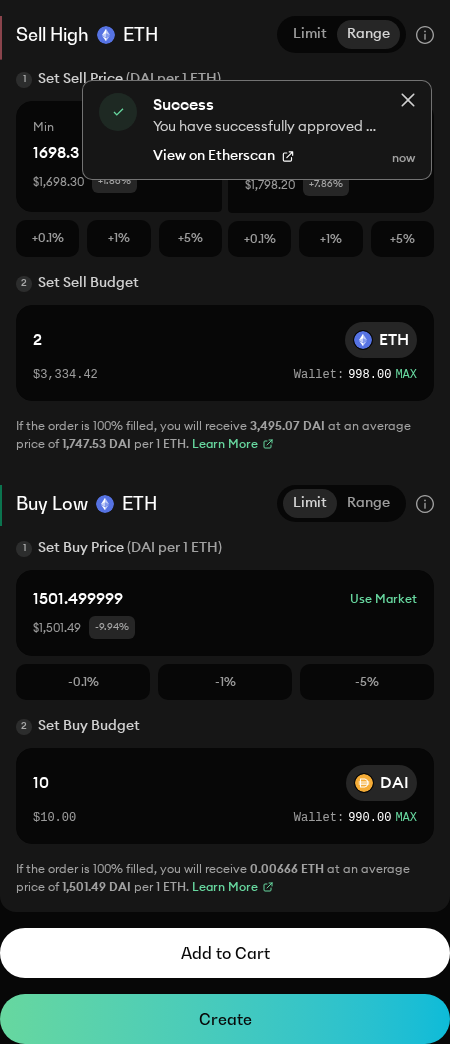 Sell High ETH Limit Range
1 Set Sell Price (DAI per 1 ETH)
Success
You have successfully approved ...
View on Etherscan
now
Min
1698.3
$1,698.30 +1.85%
$1,798.20 +7.86%
+0.1% +1% +5% +0.1% +1% +5%
2 Set Sell Budget
2 ETH
$3,334.42 Wallet: 998.00 MAX
If the order is 100% filled, you will receive 3,495.07 DAI at an average
price of 1,747.53 DAI per 1 ETH. Learn More
Buy Low ETH Limit Range
1 Set Buy Price (DAI per 1 ETH)
1501.499999 Use Market
$1,501.49 -9.94%
-0.1% -1% -5%
2 Set Buy Budget
10 DAI
$10.00 Wallet: 990.00 MAX
If the order is 100% filled, you will receive 0.00666 ETH at an average
price of 1,501.49 DAI per 1 ETH. Learn More
Add to Cart
Create